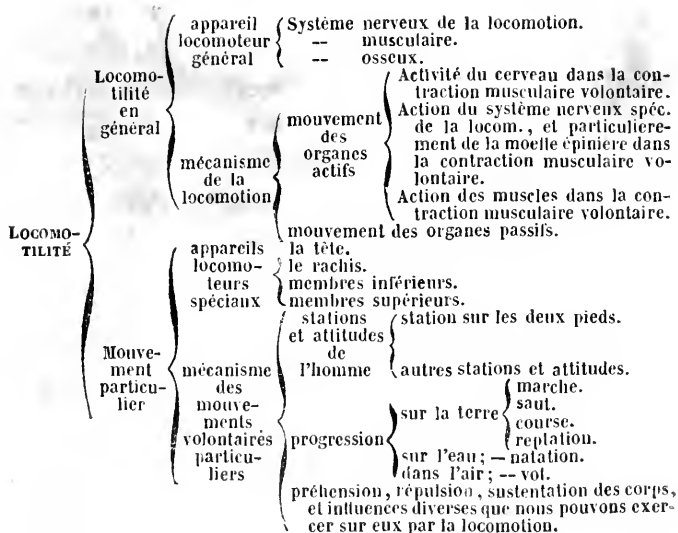 appareil
locomoteur
général
Système nerveux de la locomotion.
— musculaire.
— osseux.
Locomo-
tilité
en
général
mécanisme
de la
locomotion
mouvement
des
organes
actifs
Activité du cerveau dans la con-
traction musculaire volontaire.
Action du système nerveux spéc.
de la locom., et particulière-
ment de la moelle épinière dans
la contraction musculaire vo-
lontaire.
Action des muscles dans la con-
traction musculaire volontaire.
mouvement des organes passifs.
LOCOMO-
TILITÉ
appareils
locomo-
teurs
spéciaux
la tête.
le rachis.
membres inférieurs.
membres supérieurs.
Mouve-
ment
particu-
lier
mécanisme
des
mouve-
ments
volontaires
particu-
liers
stations
et attitudes
de
l'homme
station sur les deux pieds.
autres stations et attitudes.
progression
sur la terre
marche.
saut.
course.
reptation.
sur l'eau; — natation.
dans l'air; — vol.
préhension, répulsion, sustentation des corps,
et influences diverses que nous pouvons exer-
cer sur eux par la locomotion.